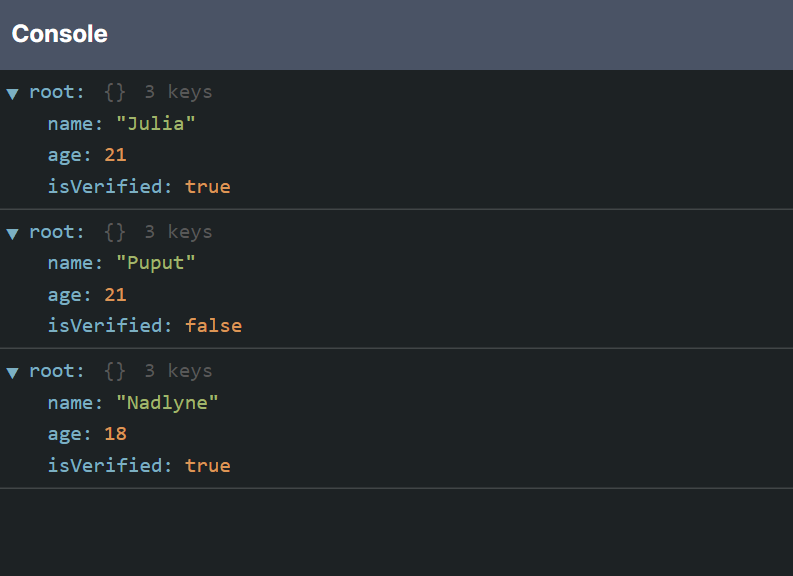 Console
▼ root: {} 3 keys
name: "Julia"
age: 21
isVerified: true
▼ root: {} 3 keys
name: "Puput"
age: 21
isVerified: false
▼ root: {} 3 keys
name: "Nadlyne"
age: 18
isVerified: true